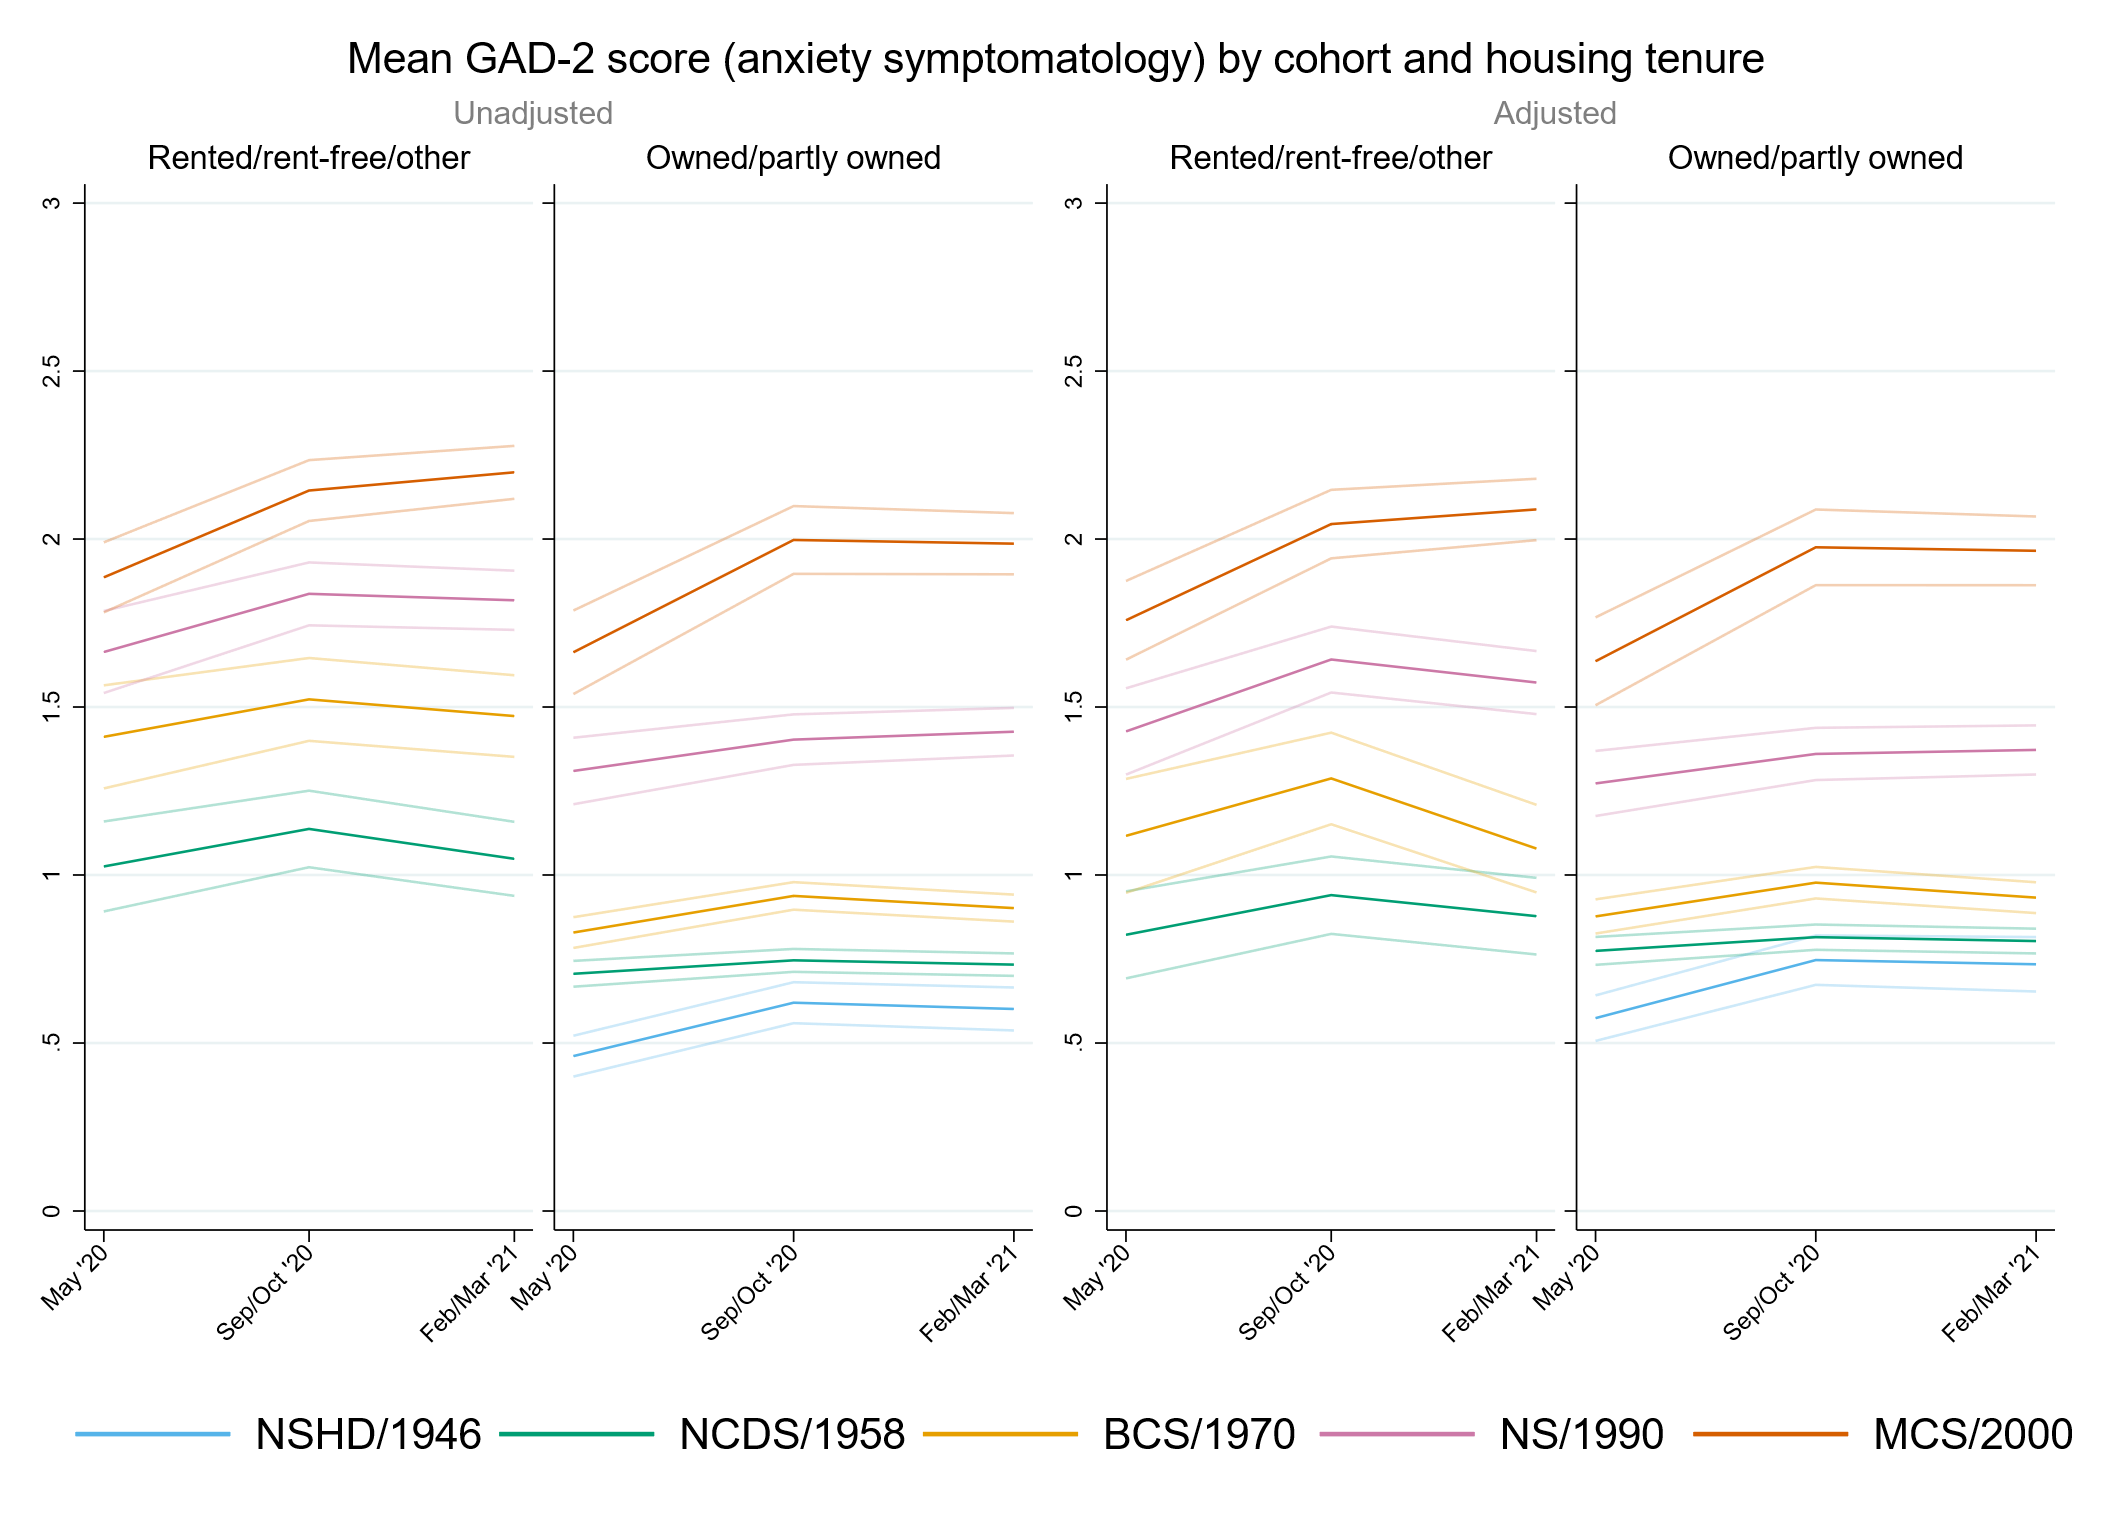 Mean GAD-2 score (anxiety symptomatology) by cohort and housing tenure
Unadjusted
Adjusted
Rented/rent-free/other
Owned/partly owned
Rented/rent-free/other
Owned/partly owned
3
2.5
2
1.5
1
.5
0
3
2.5
2
1.5
1
.5
0
May '20
Sep/Oct '20
Feb/Mar '21
May '20
Sep/Oct '20
Feb/Mar '21
May '20
Sep/Oct '20
Feb/Mar '21
May '20
Sep/Oct '20
Feb/Mar '21
NSHD/1946
NCDS/1958
BCS/1970
NS/1990
MCS/2000